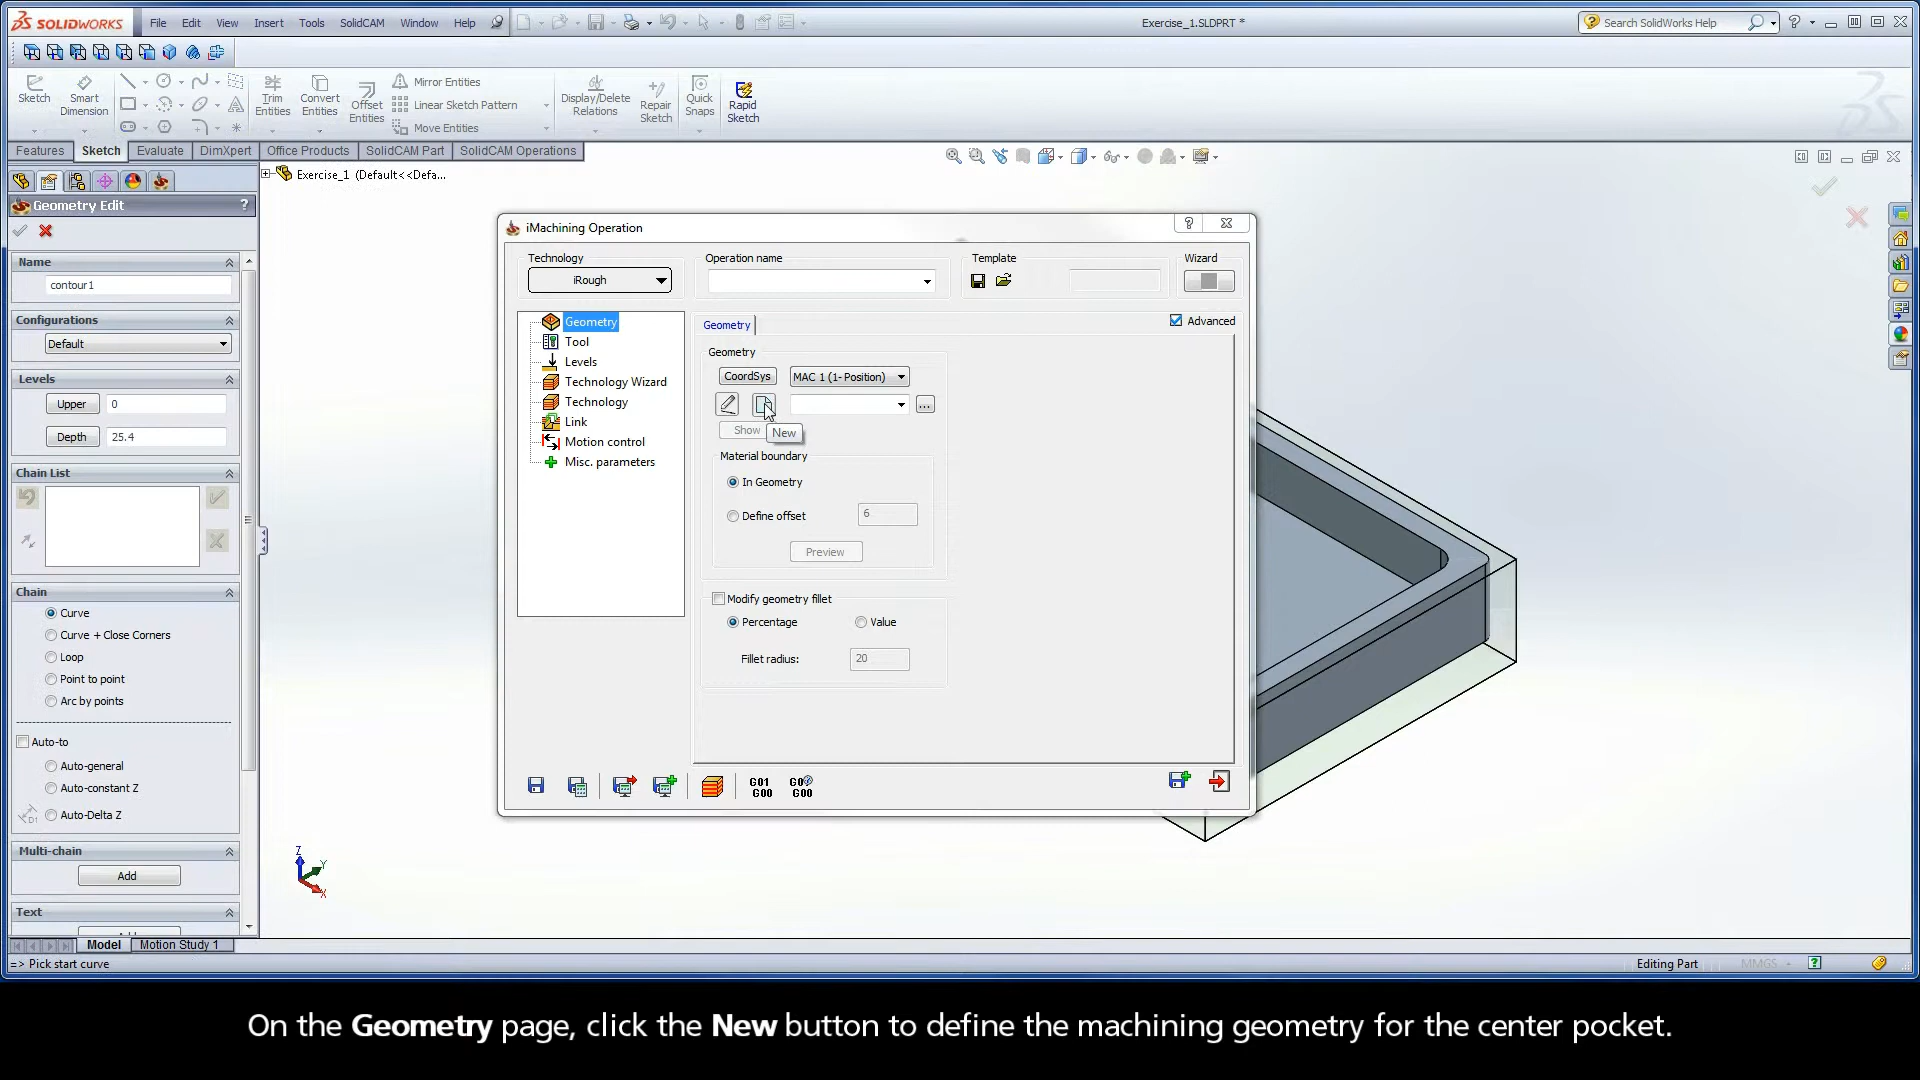 SOLIDWORKS File Edit View Insert Tools SolidCAM Window Help Exercise_1.SLDPRT * Search SolidWorks Help
Sketch Smart Dimension Trim Entities Convert Entities Offset Entities Mirror Entities Linear Sketch Pattern Move Entities Display/Delete Relations Repair Sketch Quick Snaps Rapid Sketch
Features Sketch Evaluate DimXpert Office Products SolidCAM Part SolidCAM Operations
Exercise_1 (Default<<Defa...
Geometry Edit ?
Name
contour1
Configurations
Default
Levels
Upper 0
Depth 25.4
Chain List
Chain
Curve
Curve + Close Corners
Loop
Point to point
Arc by points
Auto-to
Auto-general
Auto-constant Z
Auto-Delta Z
Multi-chain
Add
Text
iMachining Operation
Technology Operation name Template Wizard
iRough
Geometry
Tool
Levels
Technology Wizard
Technology
Link
Motion control
Misc. parameters
Geometry Advanced
Geometry
CoordSys MAC 1 (1- Position)
...
Show New
Material boundary
In Geometry
Define offset 6
Preview
Modify geometry fillet
Percentage Value
Fillet radius: 20
G01 G00 G0 G00
Z Y X
Model Motion Study 1
=> Pick start curve Editing Part MMGS
On the Geometry page, click the New button to define the machining geometry for the center pocket.